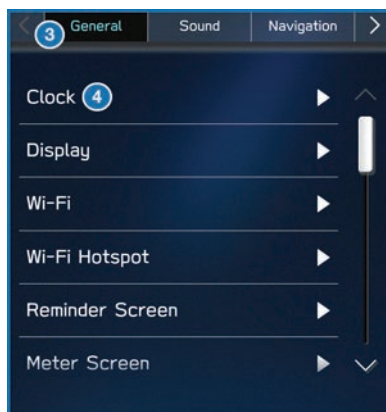 3 General Sound Navigation
Clock 4
Display
Wi-Fi
Wi-Fi Hotspot
Reminder Screen
Meter Screen